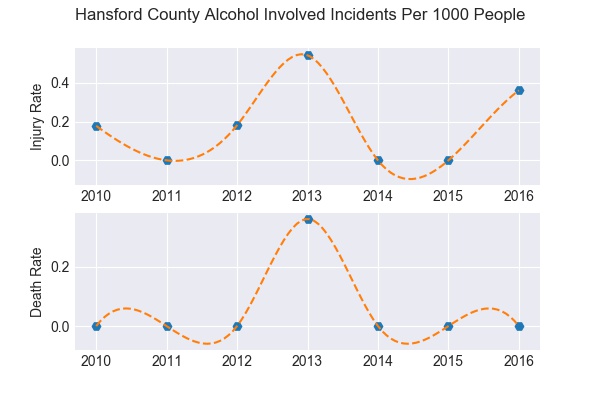 Hansford County Alcohol Involved Incidents Per 1000 People
Injury Rate
0.4
0.2
0.0
2010 2011 2012 2013 2014 2015 2016
Death Rate
0.2
0.0
2010 2011 2012 2013 2014 2015 2016